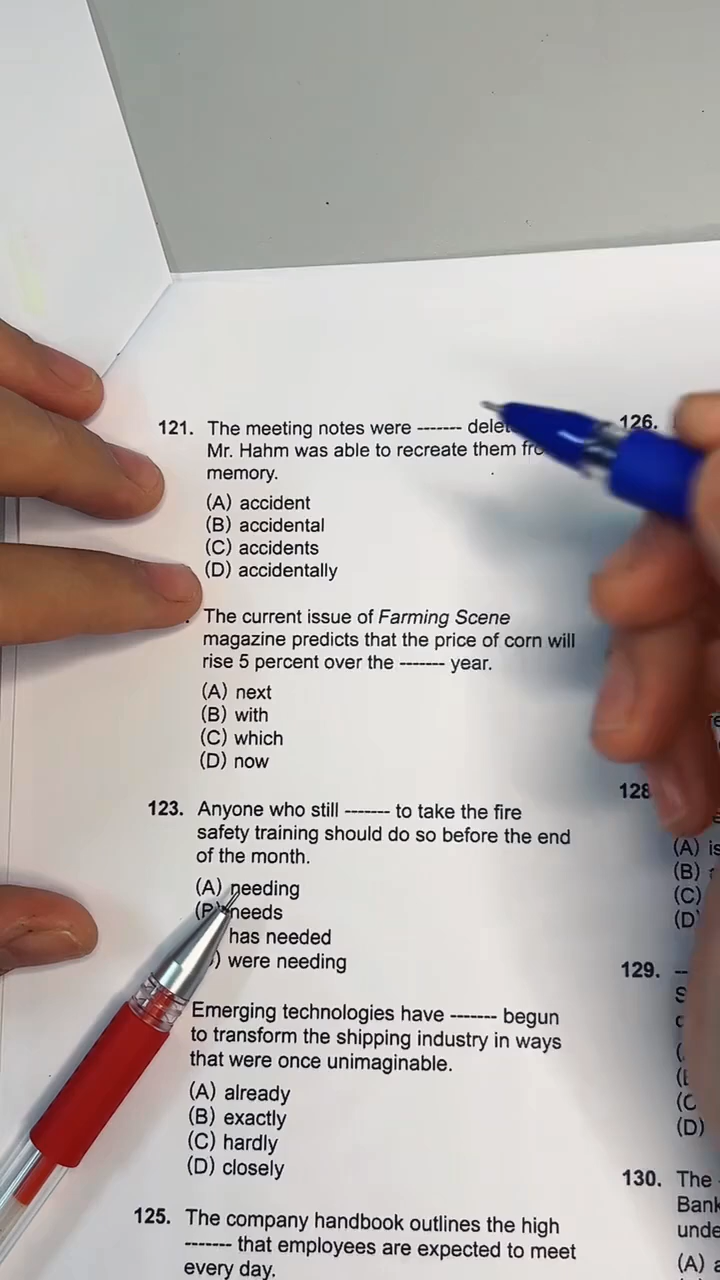 121. The meeting notes were ------- 
Mr. Hahm was able to recreate them
memory.
(A) accident
(B) accidental
(C) accidents
(D) accidentally
The current issue of Farming Scene
magazine predicts that the price of corn will
rise 5 percent over the ------- year.
(A) next
(B) with
(C) which
(D) now
123. Anyone who still ------- to take the fire
safety training should do so before the end
of the month.
(A) needing
needs
has needed
were needing
Emerging technologies have ------- begun
to transform the shipping industry in ways
that were once unimaginable.
(A) already
(B) exactly
(C) hardly
(D) closely
125. The company handbook outlines the high
------- that employees are expected to meet
every day.
126.
128
(A)
(B)
(C)
(D)
129.
(D)
130. The
(A)